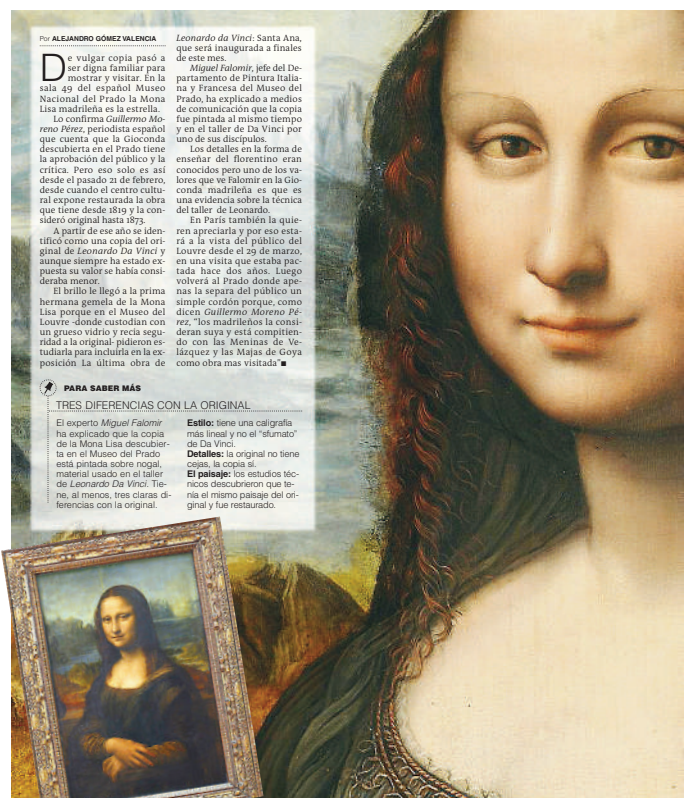 Por ALEJANDRO GÓMEZ VALENCIA
De vulgar copia pasó a
ser digna familiar para
mostrar y visitar. En la
sala 49 del español Museo
Nacional del Prado la Mona
Lisa madrileña es la estrella.
Lo confirma Guillermo Mo-
reno Pérez, periodista español
que cuenta que la Gioconda
descubierta en el Prado tiene
la aprobación del público y la
crítica. Pero eso solo es así
desde el pasado 21 de febrero,
desde cuando el centro cultu-
ral expone restaurada la obra
que tiene desde 1819 y la con-
sideró original hasta 1873.
A partir de ese año se iden-
tificó como una copia del ori-
ginal de Leonardo Da Vinci y
aunque siempre ha estado ex-
puesta su valor se había consi-
deraba menor.
El brillo le llegó a la prima
hermana gemela de la Mona
Lisa porque en el Museo del
Louvre -donde custodian con
un grueso vidrio y recia segu-
ridad a la original- pidieron es-
tudiarla para incluirla en la ex-
posición La última obra de
Leonardo da Vinci: Santa Ana,
que será inaugurada a finales
de este mes.
Miguel Falomir, jefe del De-
partamento de Pintura Italia-
na y Francesa del Museo del
Prado, ha explicado a medios
de comunicación que la copia
fue pintada al mismo tiempo
y en el taller de Da Vinci por
uno de sus discípulos.
Los detalles en la forma de
enseñar del florentino eran
conocidos pero uno de los va-
lores que ve Falomir en la Gio-
conda madrileña es que es
una evidencia sobre la técnica
del taller de Leonardo.
En París también la quie-
ren apreciarla y por eso esta-
rá a la vista del público del
Louvre desde el 29 de marzo,
en una visita que estaba pac-
tada hace dos años. Luego
volverá al Prado donde ape-
nas la separa del público un
simple cordón porque, como
dicen Guillermo Moreno Pé-
rez, "los madrileños la consi-
deran suya y está compitien-
do con las Meninas de Ve-
lázquez y las Majas de Goya
como obra mas visitada"■
PARA SABER MÁS
TRES DIFERENCIAS CON LA ORIGINAL
El experto Miguel Falomir
ha explicado que la copia
de la Mona Lisa descubier-
ta en el Museo del Prado
está pintada sobre nogal,
material usado en el taller
de Leonardo Da Vinci. Tie-
ne, al menos, tres claras di-
ferencias con la original.
Estilo: tiene una caligrafía
más lineal y no el "sfumato"
de Da Vinci.
Detalles: la original no tiene
cejas, la copia sí.
El paisaje: los estudios téc-
nicos descubrieron que te-
nía el mismo paisaje del ori-
ginal y fue restaurado.